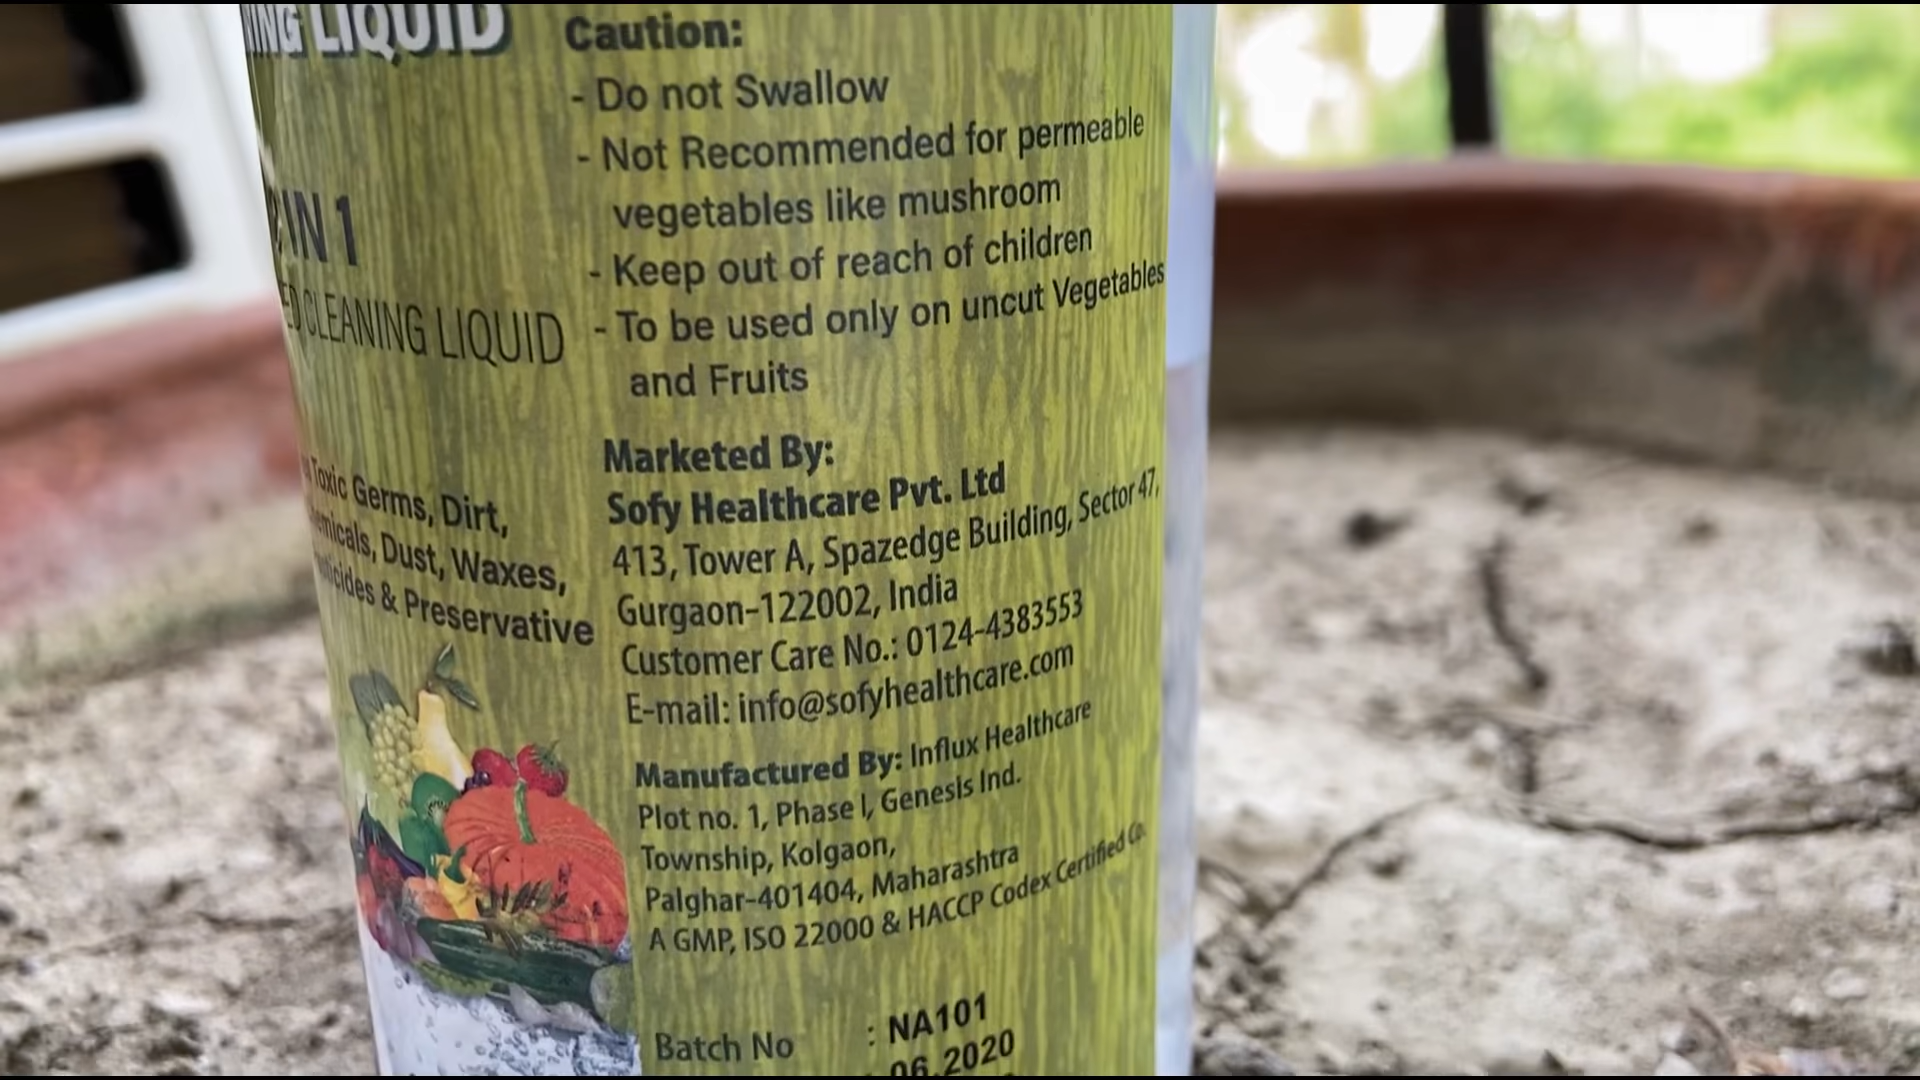 LIQUID
IN 1
CLEANING LIQUID
Toxic Germs, Dirt,
Dust, Waxes,
& Preservative
Caution:
- Do not Swallow
- Not Recommended for permeable
vegetables like mushroom
- Keep out of reach of children
- To be used only on uncut Vegetables
and Fruits
Marketed By:
Sofy Healthcare Pvt. Ltd
413, Tower A, Spazedge Building, Sector 47,
Gurgaon-122002, India
Customer Care No.: 0124-4383553
E-mail: info@sofyhealthcare.com
Manufactured By: Influx Healthcare
Plot no. 1, Phase I, Genesis Ind.
Township, Kolgaon,
Palghar-401404, Maharashtra
A GMP, ISO 22000 & HACCP Codex Certified Co.
Batch No : NA101
06.2020